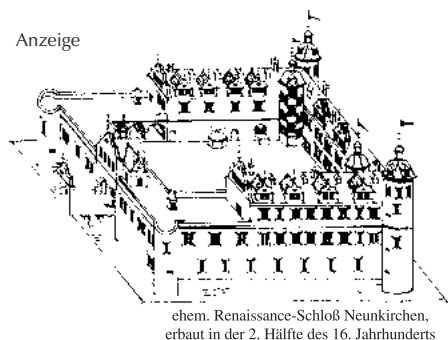 Anzeige
ehem. Renaissance-Schloß Neunkirchen,
erbaut in der 2. Hälfte des 16. Jahrhunderts